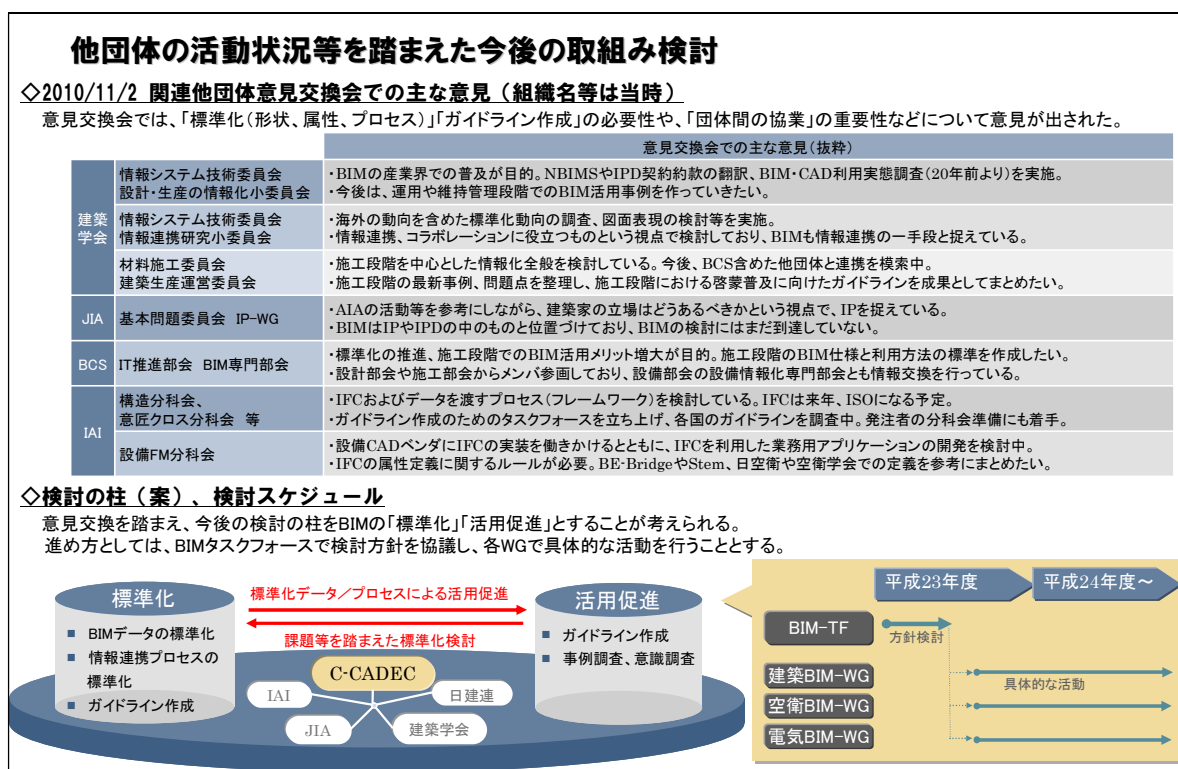 他団体の活動状況等を踏まえた今後の取組み検討
◇2010/11/2 関連他団体意見交換会での主な意見（組織名等は当時）
意見交換会では、「標準化（形状、属性、プロセス）」「ガイドライン作成」の必要性や、「団体間の協業」の重要性などについて意見が出された。
意見交換会での主な意見（抜粋）
建築
学会
情報システム技術委員会
設計・生産の情報化小委員会
・BIMの産業界での普及が目的。NBIMSやIPD契約約款の翻訳、BIM・CAD利用実態調査（20年前より）を実施。
・今後は、運用や維持管理段階でのBIM活用事例を作っていきたい。
情報システム技術委員会
情報連携研究小委員会
・海外の動向を含めた標準化動向の調査、図面表現の検討等を実施。
・情報連携、コラボレーションに役立つものという視点で検討しており、BIMも情報連携の一手段と捉えている。
材料施工委員会
建築生産運営委員会
・施工段階を中心とした情報化全般を検討している。今後、BCS含めた他団体と連携を模索中。
・施工段階の最新事例、問題点を整理し、施工段階における啓蒙普及に向けたガイドラインを成果としてまとめたい。
JIA
基本問題委員会 IP-WG
・AIAの活動等を参考にしながら、建築家の立場はどうあるべきかという視点で、IPを捉えている。
・BIMはIPやIPDの中のものと位置づけており、BIMの検討にはまだ到達していない。
BCS
IT推進部会 BIM専門部会
・標準化の推進、施工段階でのBIM活用メリット増大が目的。施工段階のBIM仕様と利用方法の標準を作成したい。
・設計部会や施工部会からメンバ参画しており、設備部会の設備情報化専門部会とも情報交換を行っている。
IAI
構造分科会、
意匠クロス分科会 等
・IFCおよびデータを渡すプロセス（フレームワーク）を検討している。IFCは来年、ISOになる予定。
・ガイドライン作成のためのタスクフォースを立ち上げ、各国のガイドラインを調査中。発注者の分科会準備にも着手。
設備FM分科会
・設備CADベンダにIFCの実装を働きかけるとともに、IFCを利用した業務用アプリケーションの開発を検討中。
・IFCの属性定義に関するルールが必要。BE-BridgeやStem、日空衛や空衛学会での定義を参考にまとめたい。
◇検討の柱（案）、検討スケジュール
意見交換を踏まえ、今後の検討の柱をBIMの「標準化」「活用促進」とすることが考えられる。
進め方としては、BIMタスクフォースで検討方針を協議し、各WGで具体的な活動を行うこととする。
標準化
■ BIMデータの標準化
■ 情報連携プロセスの
標準化
■ ガイドライン作成
標準化データ／プロセスによる活用促進
課題等を踏まえた標準化検討
活用促進
■ ガイドライン作成
■ 事例調査、意識調査
C-CADEC
IAI
日建連
JIA
建築学会
平成23年度
平成24年度～
BIM-TF
方針検討
建築BIM-WG
具体的な活動
空衛BIM-WG
電気BIM-WG